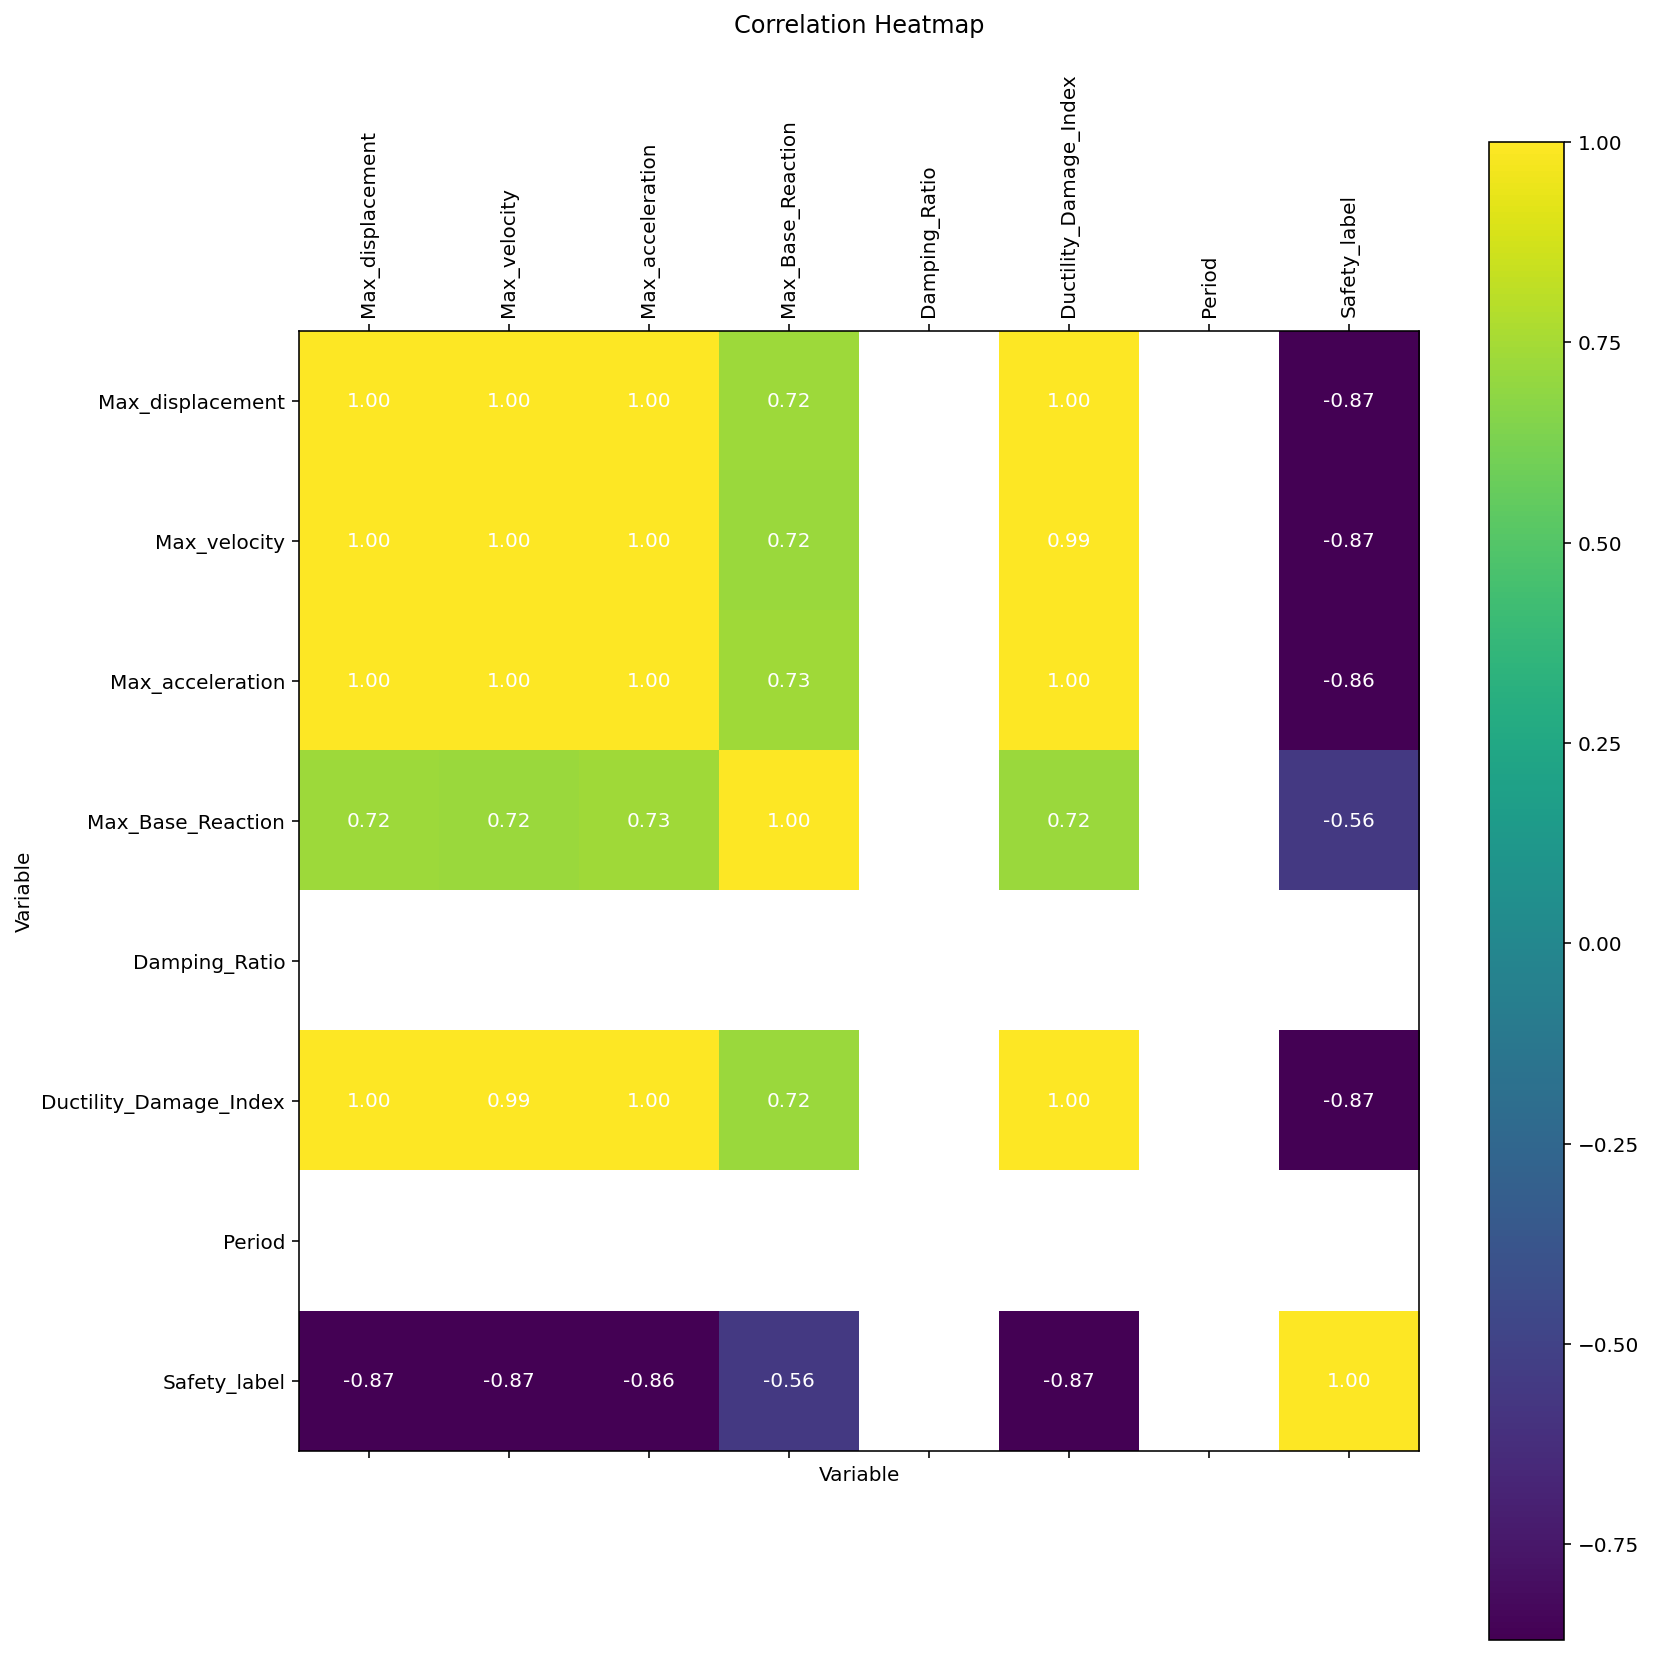 Correlation Heatmap
Max_displacement
Max_velocity
Max_acceleration
Max_Base_Reaction
Damping_Ratio
Ductility_Damage_Index
Period
Safety_label
Max_displacement 1.00 1.00 1.00 0.72 1.00 -0.87
Max_velocity 1.00 1.00 1.00 0.72 0.99 -0.87
Max_acceleration 1.00 1.00 1.00 0.73 1.00 -0.86
Max_Base_Reaction 0.72 0.72 0.73 1.00 0.72 -0.56
Damping_Ratio
Ductility_Damage_Index 1.00 0.99 1.00 0.72 1.00 -0.87
Period
Safety_label -0.87 -0.87 -0.86 -0.56 -0.87 1.00
Variable
Variable
1.00
0.75
0.50
0.25
0.00
−0.25
−0.50
−0.75